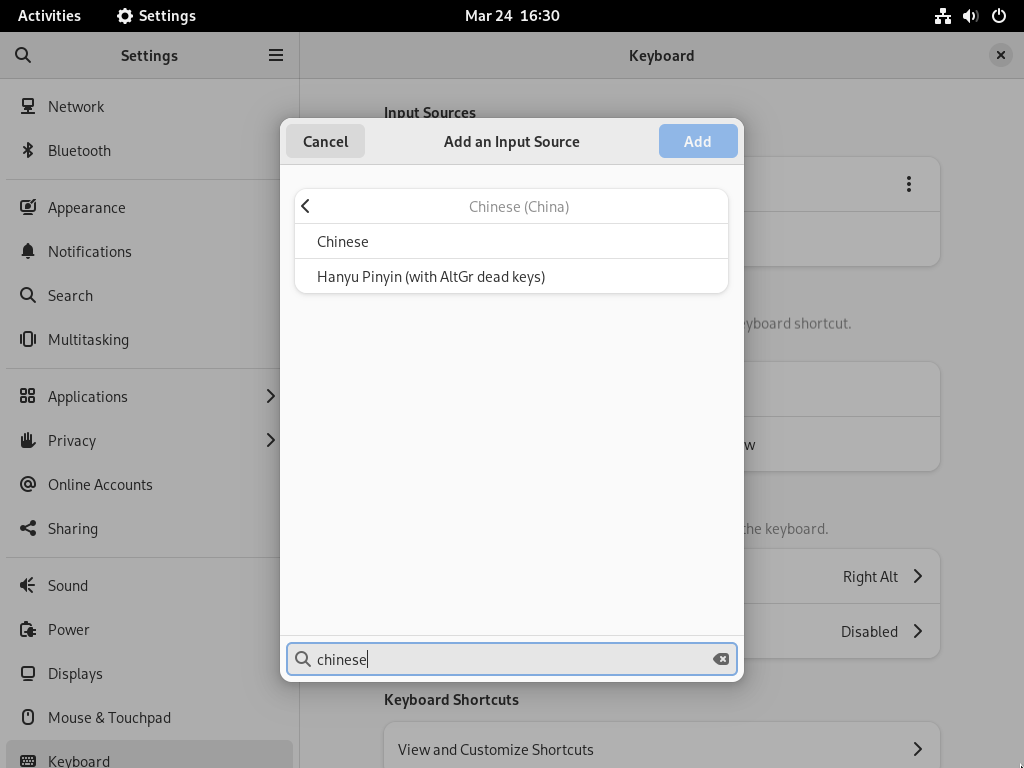 Activities
Settings
Mar 24 16:30
Settings
Keyboard
Network
Bluetooth
Appearance
Notifications
Search
Multitasking
Applications
Privacy
Online Accounts
Sharing
Sound
Power
Displays
Mouse & Touchpad
Keyboard
Input Sources
Cancel
Add an Input Source
Add
Chinese (China)
Chinese
Hanyu Pinyin (with AltGr dead keys)
chinese
shortcut.
the keyboard.
Right Alt
Disabled
Keyboard Shortcuts
View and Customize Shortcuts